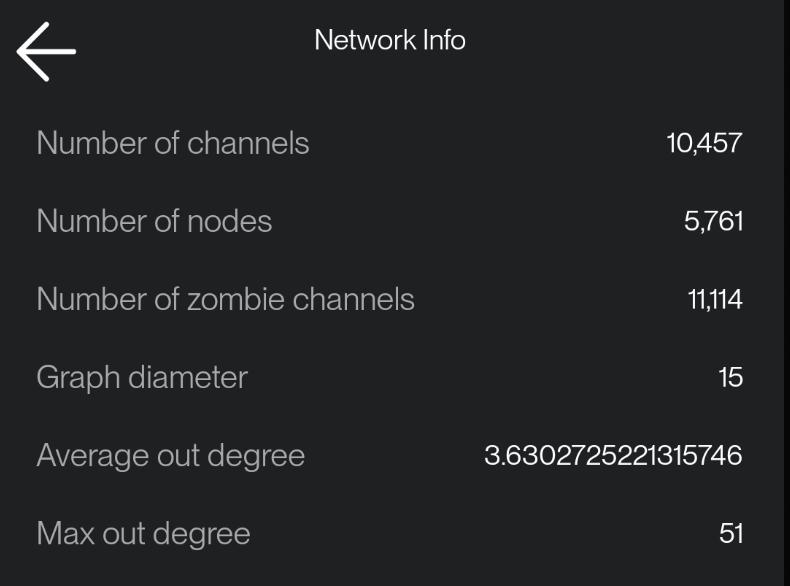 Network Info
Number of channels 10,457
Number of nodes 5,761
Number of zombie channels 11,114
Graph diameter 15
Average out degree 3.6302725221315746
Max out degree 51